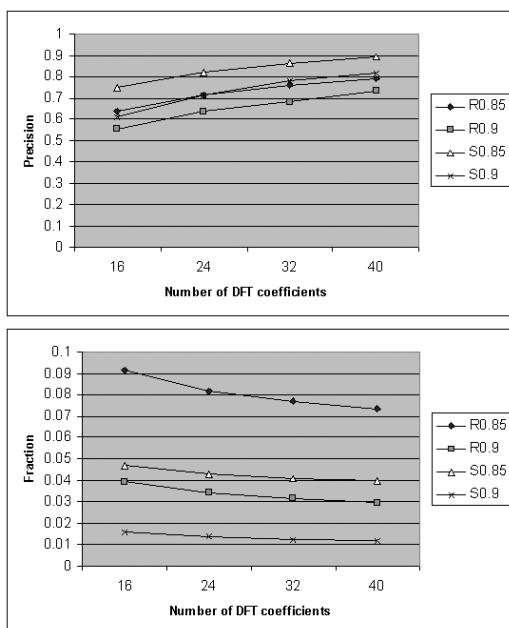 1
0.9
0.8
0.7
0.6
0.5
0.4
0.3
0.2
0.1
0
Precision
16 24 32 40
Number of DFT coefficients
R0.85
R0.9
S0.85
S0.9
0.1
0.09
0.08
0.07
0.06
0.05
0.04
0.03
0.02
0.01
0
Fraction
16 24 32 40
Number of DFT coefficients
R0.85
R0.9
S0.85
S0.9